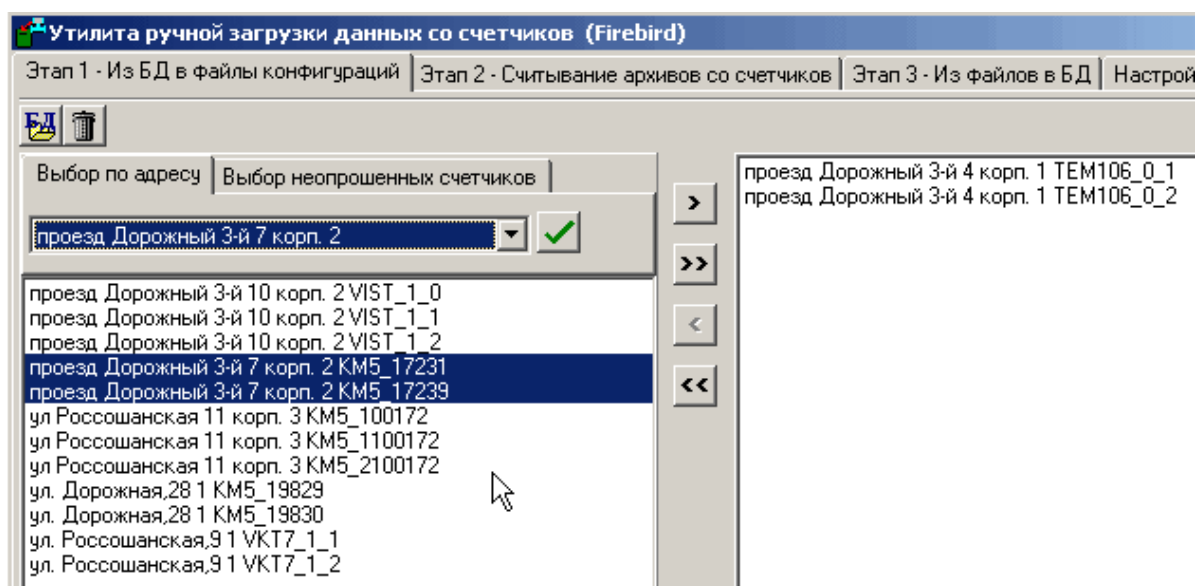 Утилита ручной загрузки данных со счетчиков (Firebird)
Этап 1 - Из БД в файлы конфигураций
Этап 2 - Считывание архивов со счетчиков
Этап 3 - Из файлов в БД
Настрой
БД
Выбор по адресу
Выбор неопрошенных счетчиков
проезд Дорожный 3-й 7 корп. 2
проезд Дорожный 3-й 10 корп. 2 VIST_1_0
проезд Дорожный 3-й 10 корп. 2 VIST_1_1
проезд Дорожный 3-й 10 корп. 2 VIST_1_2
проезд Дорожный 3-й 7 корп. 2 KM5_17231
проезд Дорожный 3-й 7 корп. 2 KM5_17239
ул Россошанская 11 корп. 3 KM5_100172
ул Россошанская 11 корп. 3 KM5_1100172
ул Россошанская 11 корп. 3 KM5_2100172
ул. Дорожная,28 1 KM5_19829
ул. Дорожная,28 1 KM5_19830
ул. Россошанская,9 1 VKT7_1_1
ул. Россошанская,9 1 VKT7_1_2
>
>>
<
<<
проезд Дорожный 3-й 4 корп. 1 TEM106_0_1
проезд Дорожный 3-й 4 корп. 1 TEM106_0_2